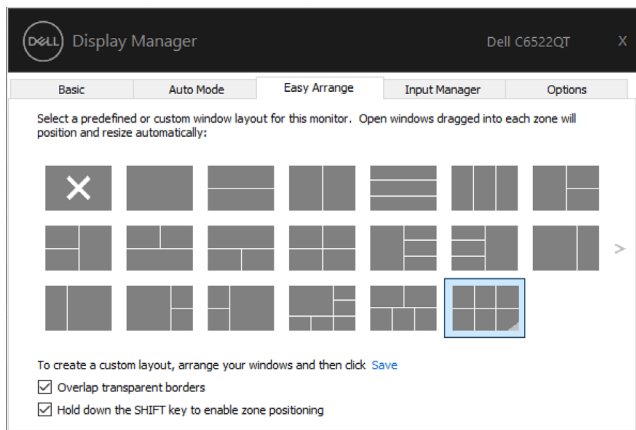 DELL Display Manager Dell C6522QT X
Basic Auto Mode Easy Arrange Input Manager Options
Select a predefined or custom window layout for this monitor. Open windows dragged into each zone will
position and resize automatically:
>
To create a custom layout, arrange your windows and then click Save
Overlap transparent borders
Hold down the SHIFT key to enable zone positioning